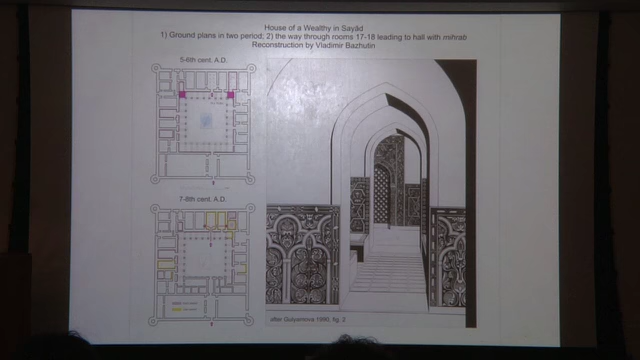 House of a Wealthy in Sayäd
1) Ground plans in two period; 2) the way through rooms 17-18 leading to hall with mihrab
Reconstruction by Vladimir Bazhutin
5-6th cent. A.D.
7-8th cent. A.D.
after Gulyamova 1990, fig. 2